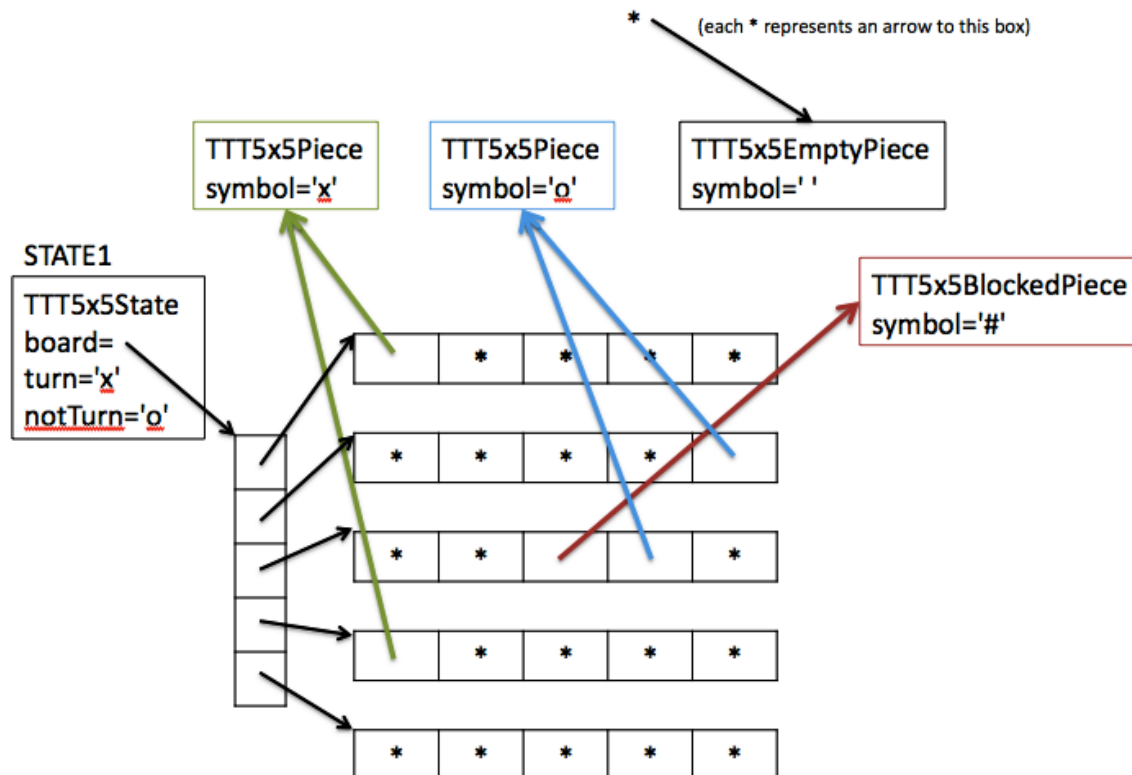 * (each * represents an arrow to this box)
TTT5x5Piece
symbol='x'
TTT5x5Piece
symbol='o'
TTT5x5EmptyPiece
symbol=' '
STATE1
TTT5x5State
board=
turn='x'
notTurn='o'
TTT5x5BlockedPiece
symbol='#'
* * * *
* * * *
* * *
* * * *
* * * * *